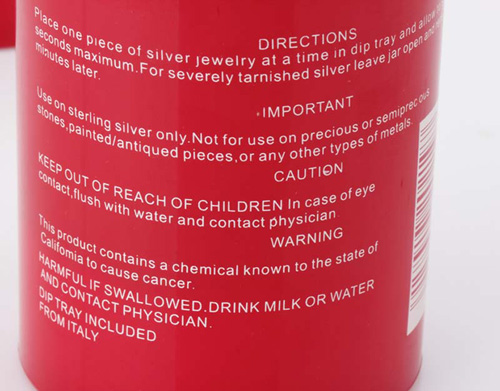 DIRECTIONS
Place one piece of silver jewelry at a time in dip tray and allow
seconds maximum.For severely tarnished silver leave jar open and
minutes later.
IMPORTANT
Use on sterling silver only.Not for use on precious or semiprecious
stones,painted/antiqued pieces,or any other types of metals.
CAUTION
KEEP OUT OF REACH OF CHILDREN In case of eye
contact,flush with water and contact physician.
WARNING
This product contains a chemical known to the state of
California to cause cancer.
HARMFUL IF SWALLOWED.DRINK MILK OR WATER
AND CONTACT PHYSICIAN.
DIP TRAY INCLUDED
FROM ITALY